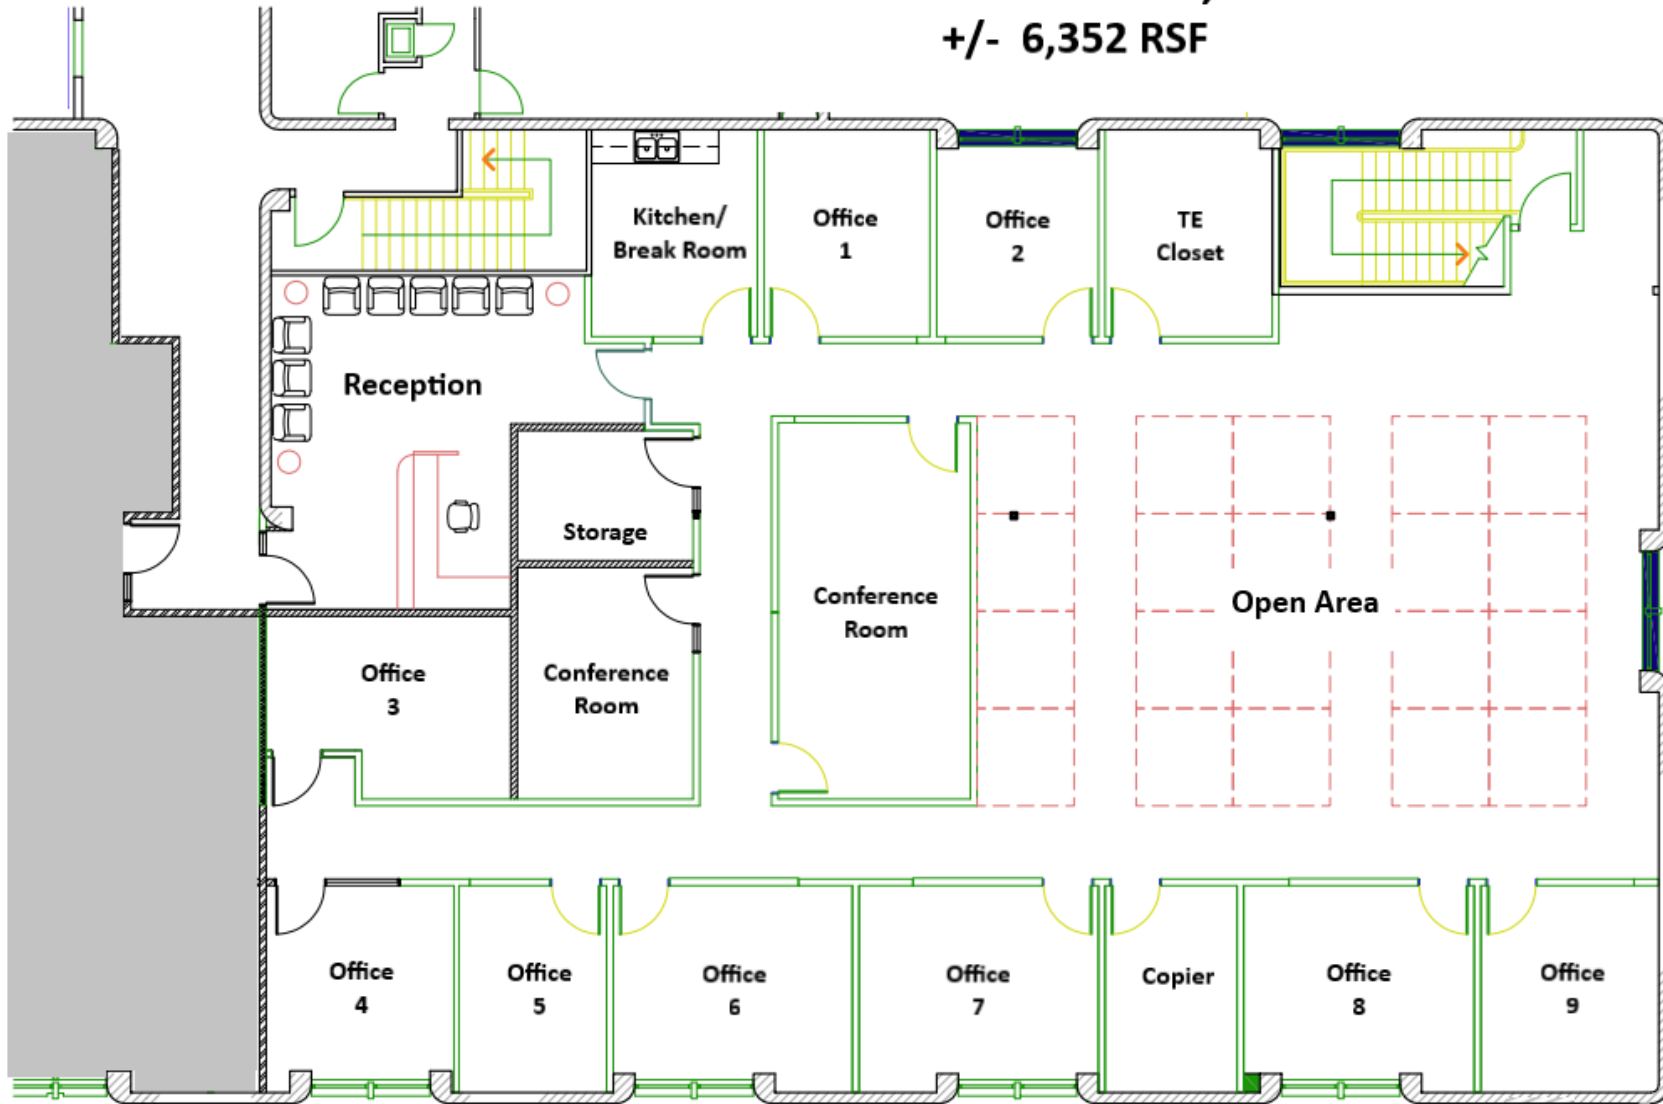 +/- 6,352 RSF
Kitchen/
Break Room
Office
1
Office
2
TE
Closet
Reception
Storage
Conference
Room
Open Area
Office
3
Conference
Room
Office
4
Office
5
Office
6
Office
7
Copier
Office
8
Office
9